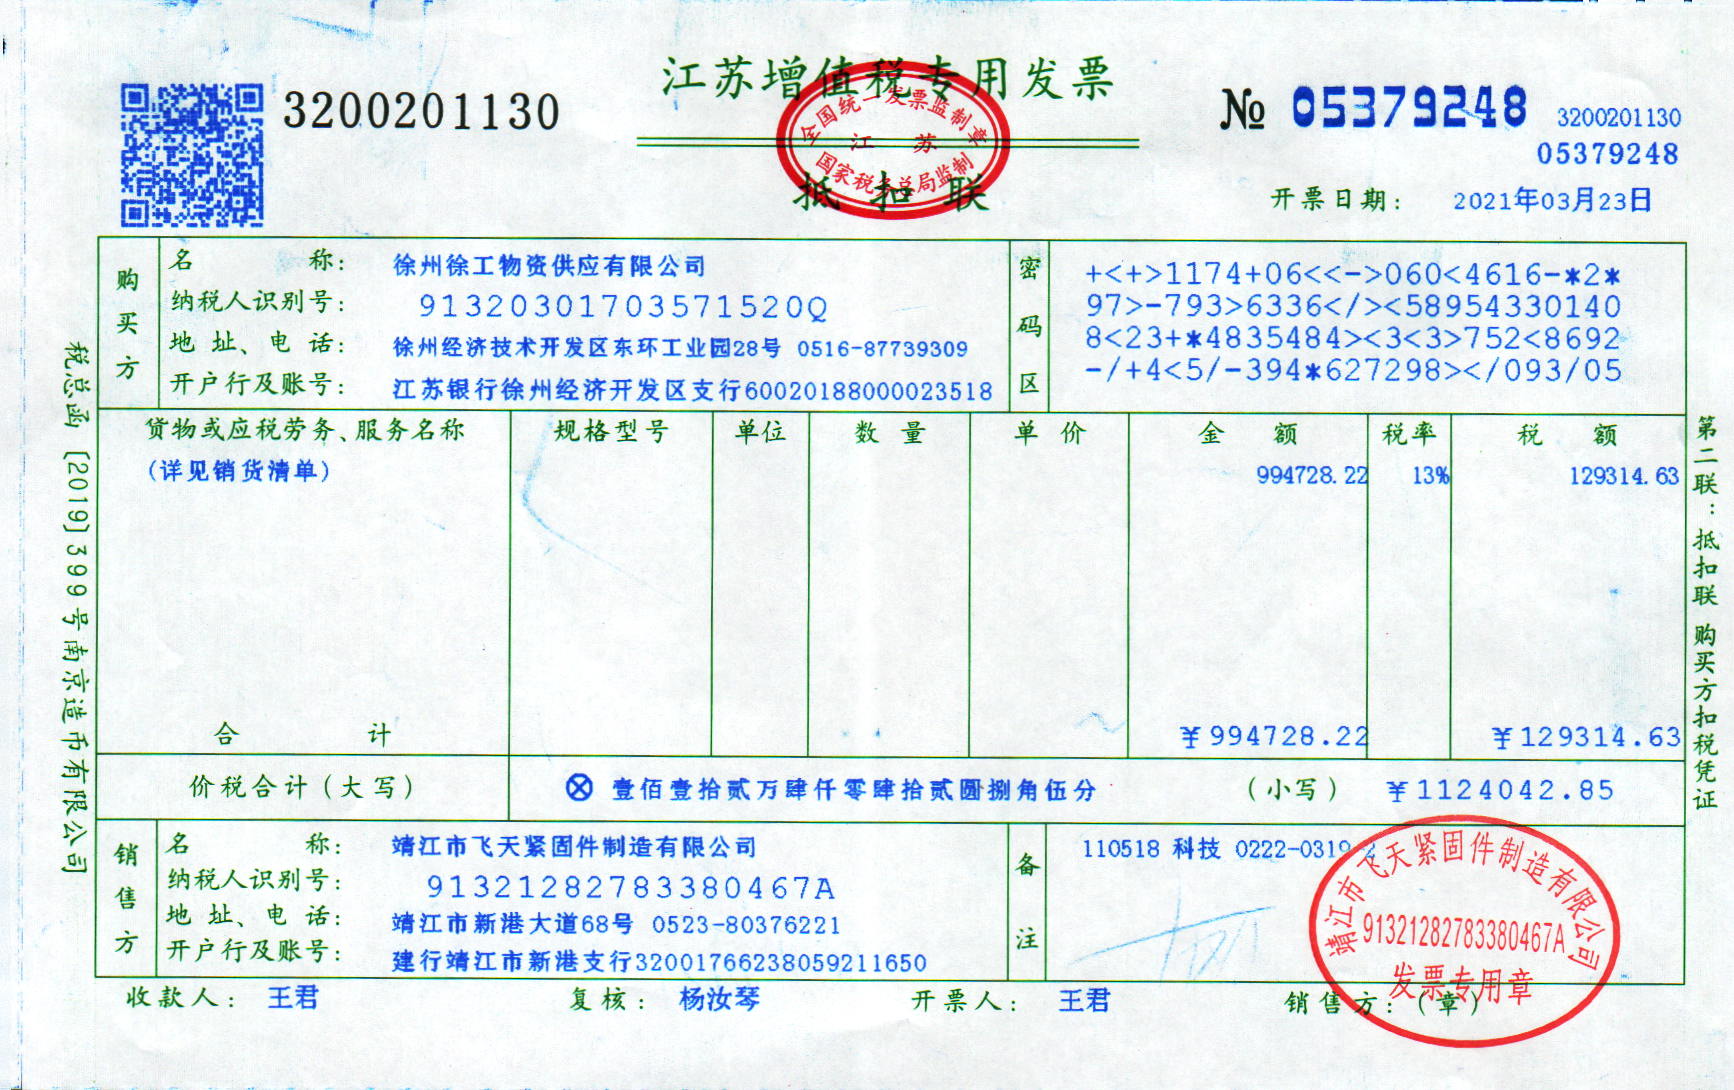 江苏增值税专用发票
3200201130
№ 05379248
3200201130
05379248
全国统一发票监制章
江 苏
国家税务总局监制
抵 扣 联
开票日期: 2021年03月23日
购买方
名 称: 徐州徐工物资供应有限公司
纳税人识别号: 91320301703571520Q
地 址、电 话: 徐州经济技术开发区东环工业园28号 0516-87739309
开户行及账号: 江苏银行徐州经济开发区支行60020188000023518
密码区
+<+>1174+06<<->060<4616-*2*
97>-793>6336</><58954330140
8<23+*4835484><3<3>752<8692
-/+4<5/-394*627298></093/05
货物或应税劳务、服务名称 规格型号 单位 数 量 单 价 金 额 税率 税 额
(详见销货清单) 994728.22 13% 129314.63
合 计 ￥994728.22 ￥129314.63
价税合计(大写) ⊗ 壹佰壹拾贰万肆仟零肆拾贰圆捌角伍分 (小写) ￥1124042.85
销售方
名 称: 靖江市飞天紧固件制造有限公司
纳税人识别号: 91321282783380467A
地 址、电 话: 靖江市新港大道68号 0523-80376221
开户行及账号: 建行靖江市新港支行32001766238059211650
备注
110518 科技 0222-0319-2
靖江市飞天紧固件制造有限公司
91321282783380467A
发票专用章
收款人: 王君 复核: 杨汝琴 开票人: 王君 销售方:(章)
税总函[2019]399号南京造币有限公司
第二联:抵扣联 购买方扣税凭证